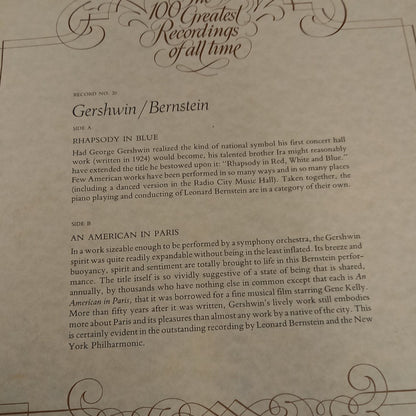 The
100 Greatest
Recordings
of all time
RECORD NO. 20
Gershwin/Bernstein
SIDE A
RHAPSODY IN BLUE
Had George Gershwin realized the kind of national symbol his first concert hall
work (written in 1924) would become, his talented brother Ira might reasonably
have extended the title he bestowed upon it: "Rhapsody in Red, White and Blue."
Few American works have been performed in so many ways and in so many places
(including a danced version in the Radio City Music Hall). Taken together, the
piano playing and conducting of Leonard Bernstein are in a category of their own.
SIDE B
AN AMERICAN IN PARIS
In a work sizeable enough to be performed by a symphony orchestra, the Gershwin
spirit was quite readily expandable without being in the least inflated. Its breeze and
buoyancy, spirit and sentiment are totally brought to life in this Bernstein perfor-
mance. The title itself is so vividly suggestive of a state of being that is shared,
annually, by thousands who have nothing else in common except that each is An
American in Paris, that it was borrowed for a fine musical film starring Gene Kelly.
More than fifty years after it was written, Gershwin's lively work still embodies
more about Paris and its pleasures than almost any work by a native of the city. This
is certainly evident in the outstanding recording by Leonard Bernstein and the New
York Philharmonic.